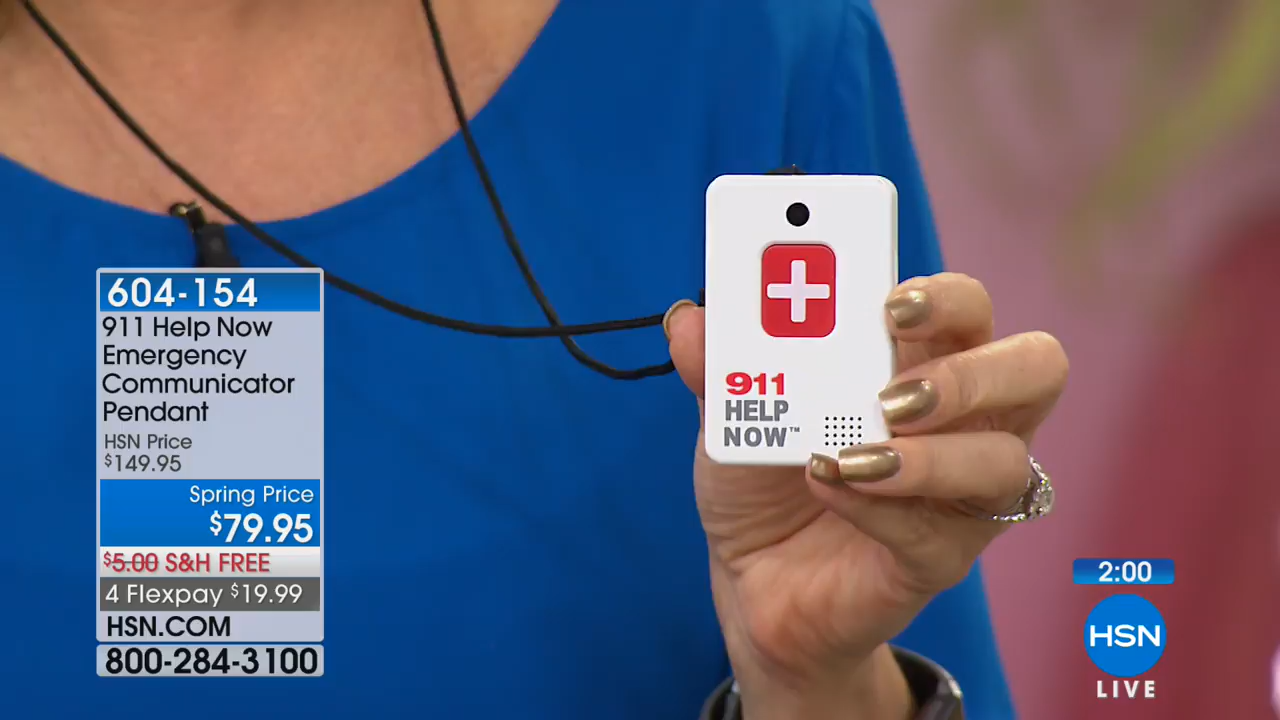 604-154
911 Help Now
Emergency
Communicator
Pendant
HSN Price
$149.95
Spring Price
$79.95
$5.00 S&H FREE
4 Flexpay $19.99
HSN.COM
800-284-3100
911
HELP
NOW™
2:00
HSN
LIVE